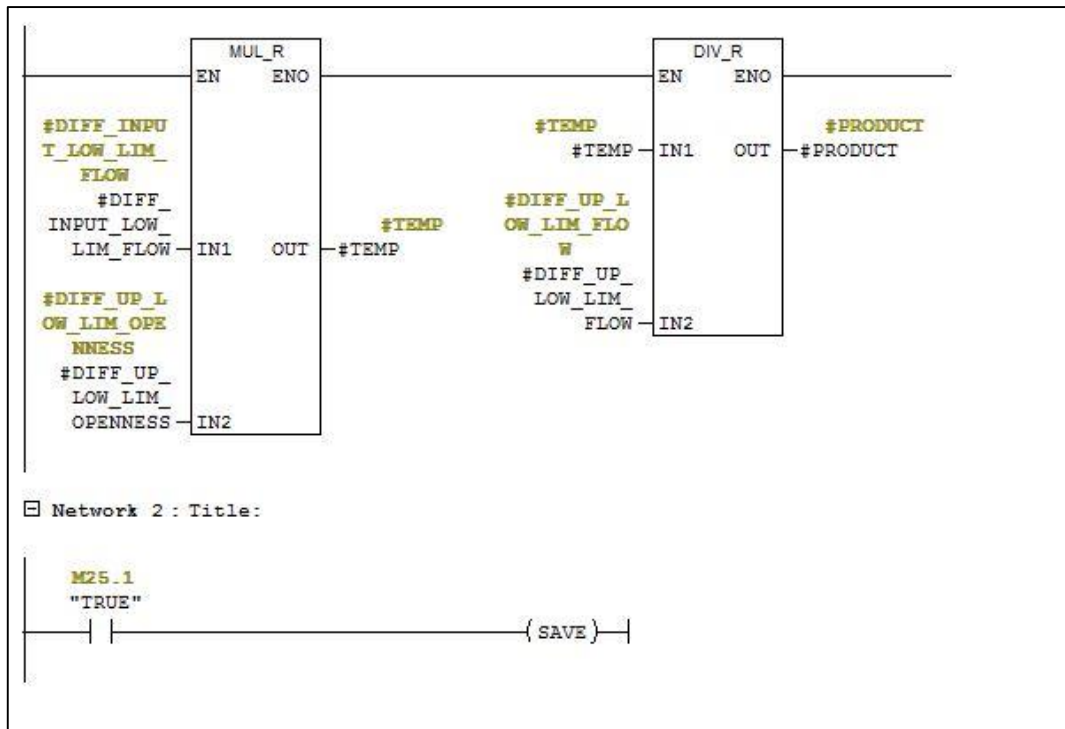 MUL_R
EN ENO
#DIFF_INPU
T_LOW_LIM_
FLOW
#DIFF_
INPUT_LOW_
LIM_FLOW
IN1 OUT
#TEMP
#TEMP
#DIFF_UP_L
OW_LIM_OPE
NNESS
#DIFF_UP_
LOW_LIM_
OPENNESS
IN2
DIV_R
EN ENO
#TEMP
#TEMP
IN1 OUT
#PRODUCT
#PRODUCT
#DIFF_UP_L
OW_LIM_FLO
W
#DIFF_UP_
LOW_LIM_
FLOW
IN2
Network 2 : Title:
M25.1
"TRUE"
SAVE